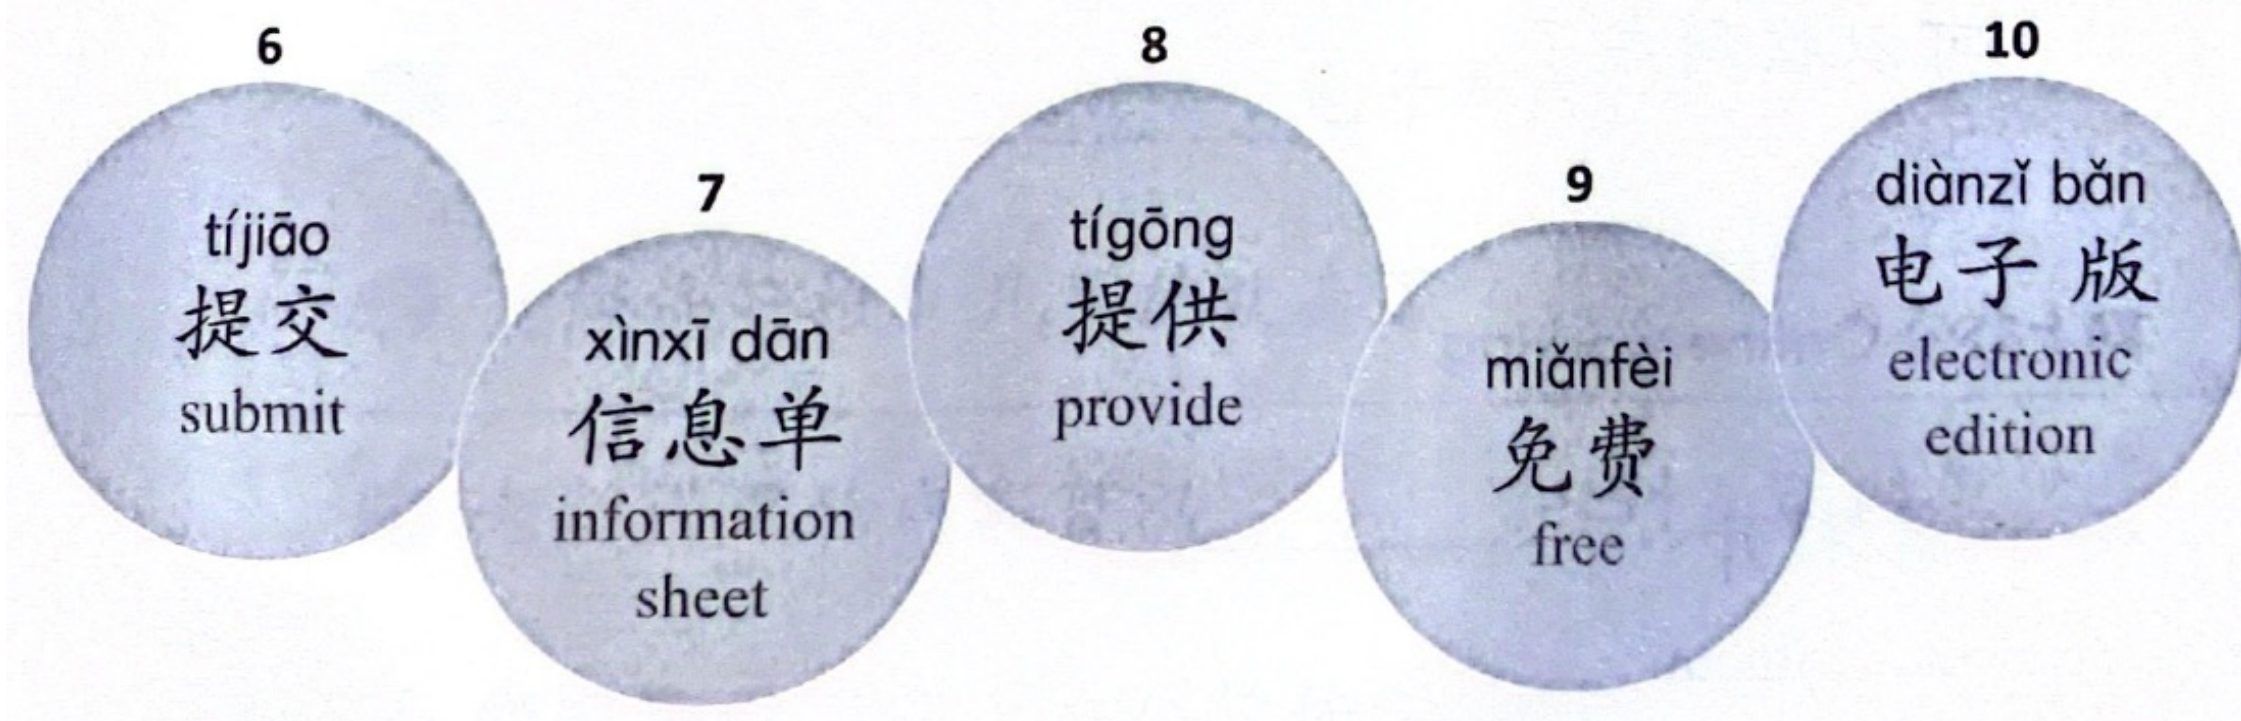 6
tíjiāo
提交
submit
7
xìnxī dān
信息单
information
sheet
8
tígōng
提供
provide
9
miǎnfèi
免费
free
10
diànzǐ bǎn
电子版
electronic
edition